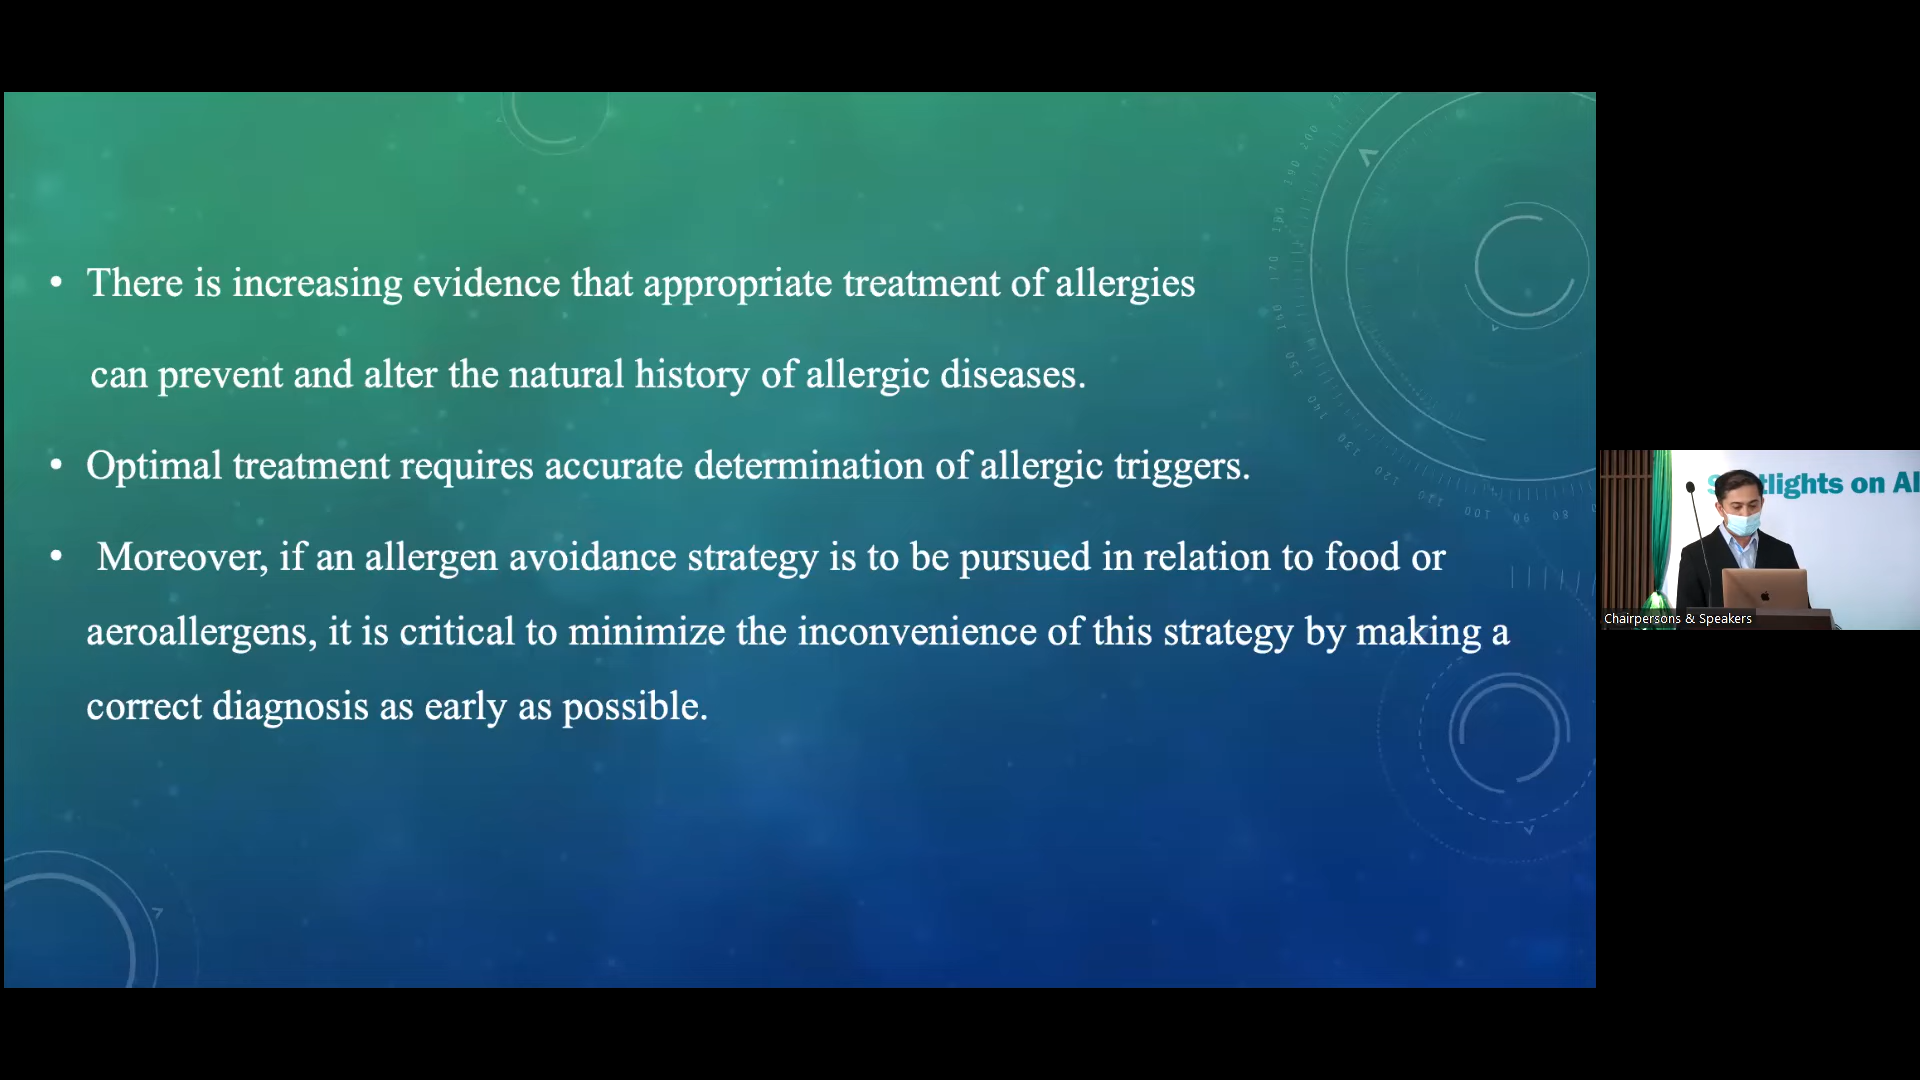 • There is increasing evidence that appropriate treatment of allergies
can prevent and alter the natural history of allergic diseases.
• Optimal treatment requires accurate determination of allergic triggers.
• Moreover, if an allergen avoidance strategy is to be pursued in relation to food or
aeroallergens, it is critical to minimize the inconvenience of this strategy by making a
correct diagnosis as early as possible.
lights on Al
Chairpersons & Speakers